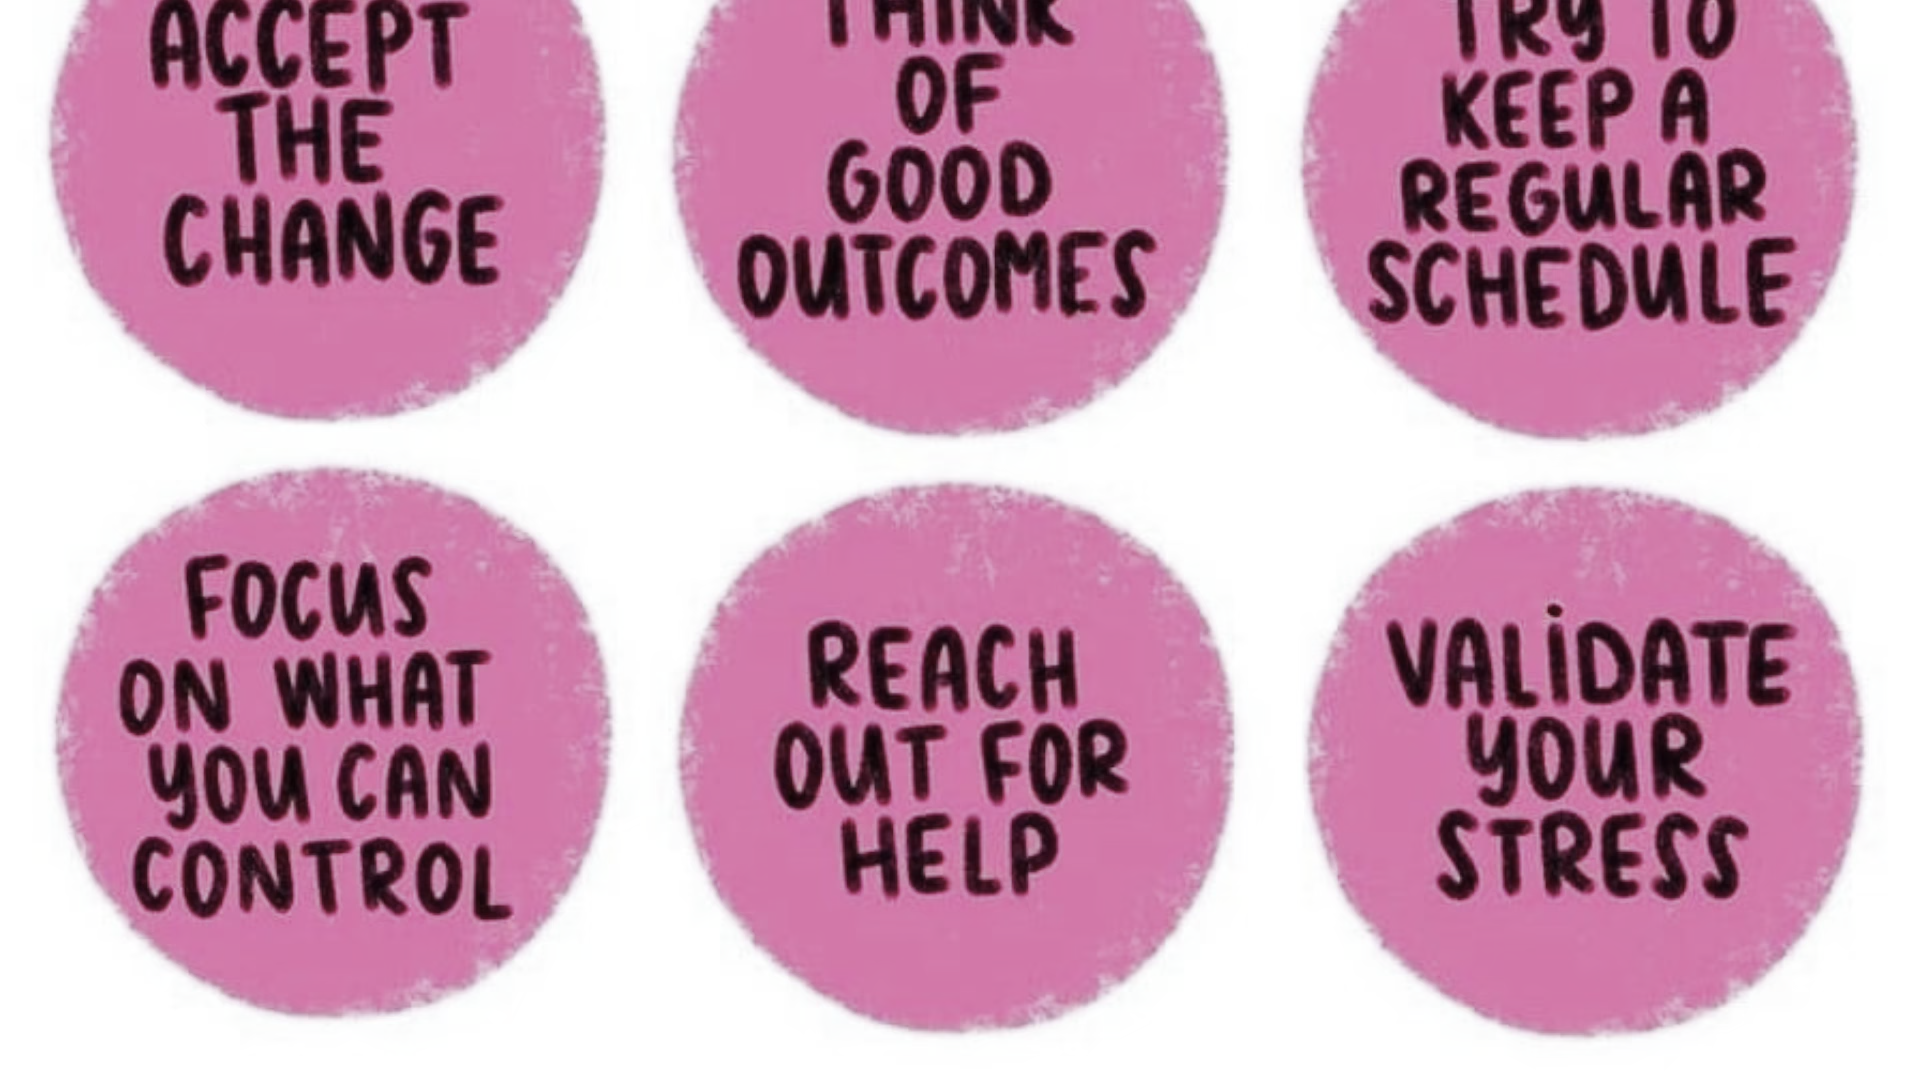 ACCEPT
THE
CHANGE
THINK
OF
GOOD
OUTCOMES
TRY TO
KEEP A
REGULAR
SCHEDULE
FOCUS
ON WHAT
YOU CAN
CONTROL
REACH
OUT FOR
HELP
VALiDATE
YOUR
STRESS